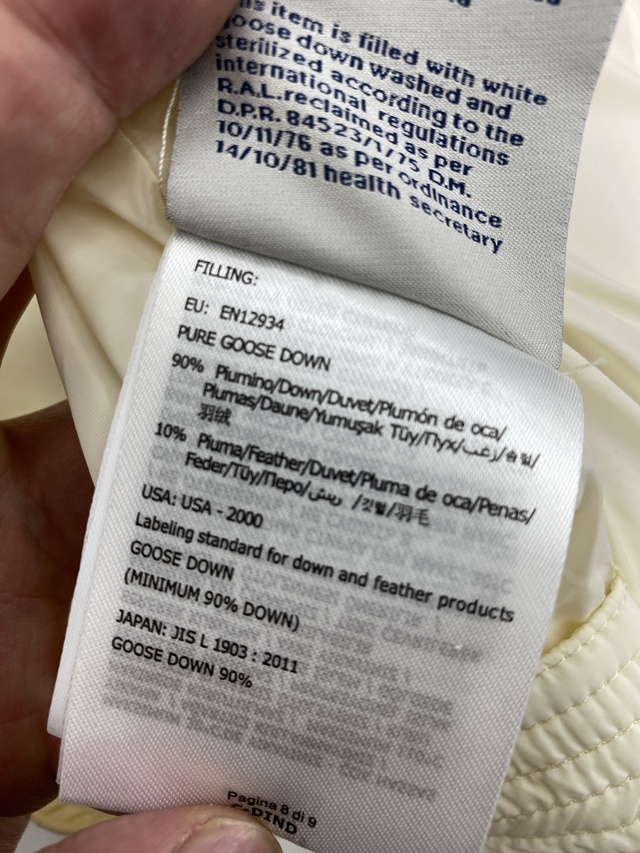 this item is filled with white
goose down washed and
sterilized according to the
international regulations
R.A.L.reclaimed as per
D.P.R. 84523/1/75 D.M.
10/11/76 as per ordinance
14/10/81 health secretary
FILLING:
EU: EN12934
PURE GOOSE DOWN
90% Piumino/Down/Duvet/Plumón de oca/
Plumas/Daune/Yumuşak Tüy/Пух/زغب/솜털/
羽绒
10% Piuma/Feather/Duvet/Pluma de oca/Penas/
Feder/Tüy/Перо/ريش /깃털/羽毛
USA: USA - 2000
Labeling standard for down and feather products
GOOSE DOWN
(MINIMUM 90% DOWN)
JAPAN: JIS L 1903 : 2011
GOOSE DOWN 90%
Pagina 8 di 9